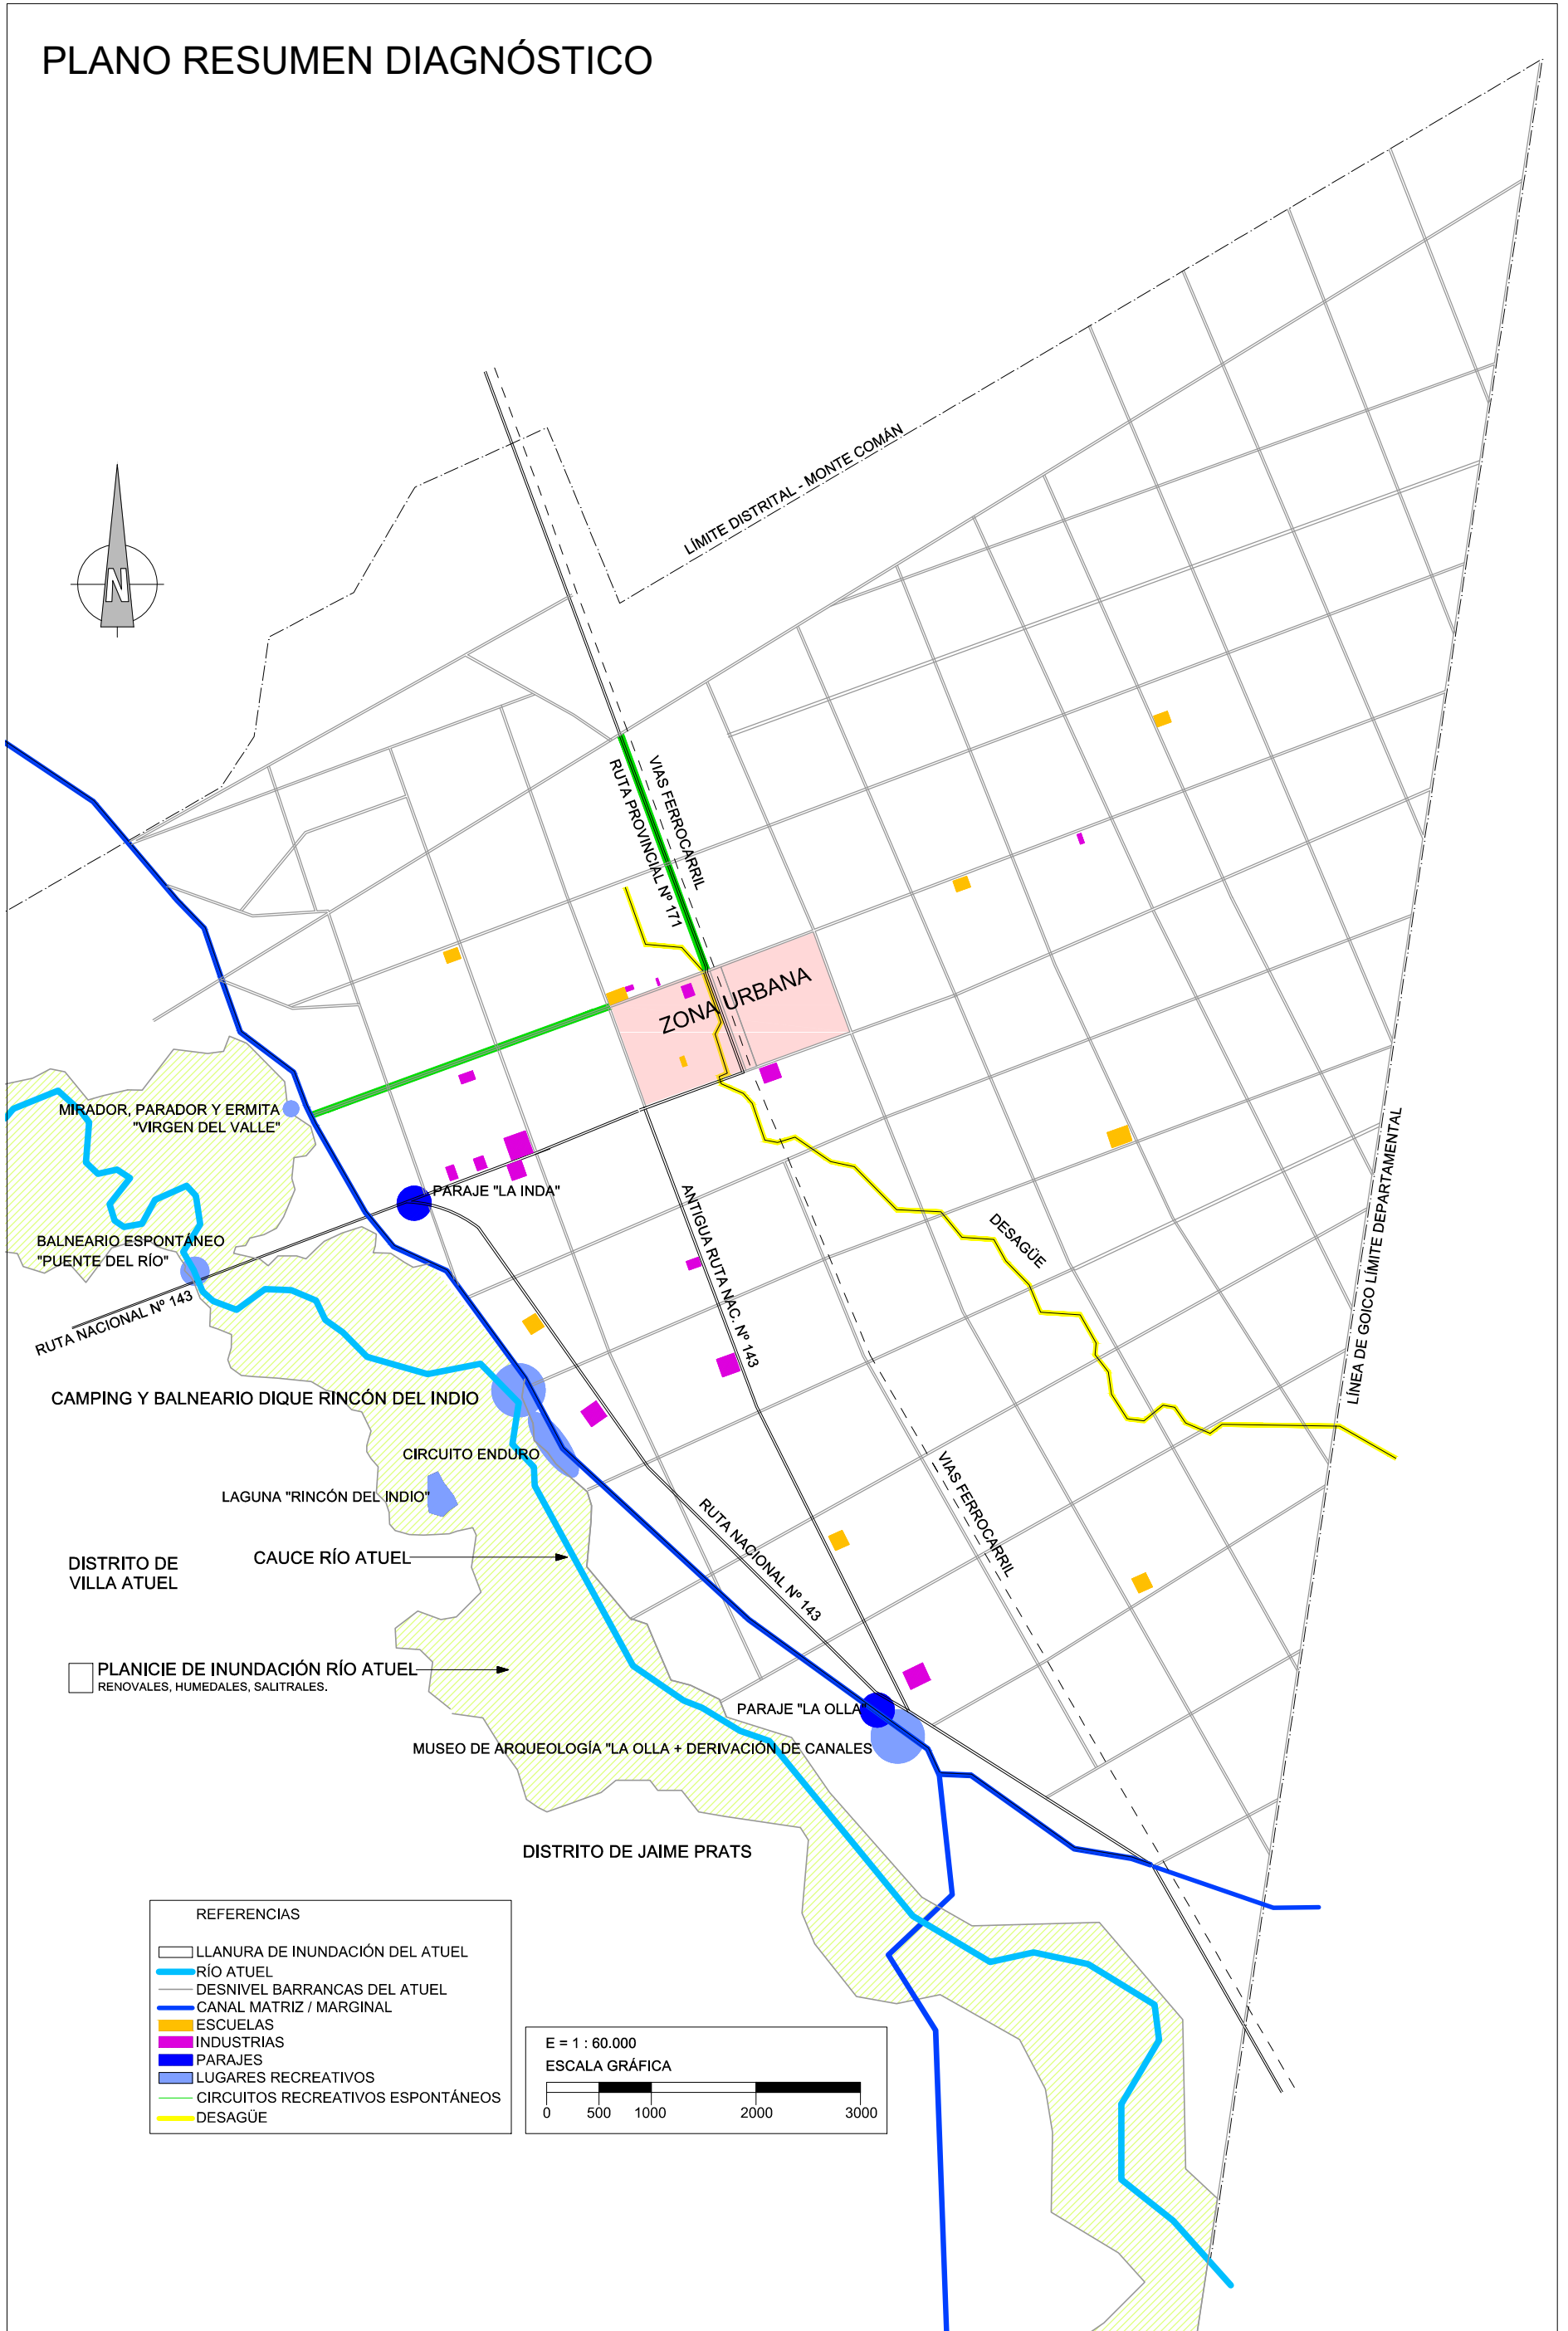 PLANO RESUMEN DIAGNÓSTICO
LÍMITE DISTRITAL - MONTE COMÚN
N
VIAS FERROCARRIL
RUTA PROVINCIAL Nº 171
ZONA URBANA
MIRADOR, PARADOR Y ERMITA
"VIRGEN DEL VALLE"
PARAJE "LA INDA"
BALNEARIO ESPONTÁNEO
"PUENTE DEL RÍO"
RUTA NACIONAL Nº 143
ANTIGUA RUTA NAC. Nº 143
DESAGÜE
LÍNEA DE GOICO LÍMITE DEPARTAMENTAL
CAMPING Y BALNEARIO DIQUE RINCÓN DEL INDIO
CIRCUITO ENDURO
LAGUNA "RINCÓN DEL INDIO"
VIAS FERROCARRIL
RUTA NACIONAL Nº 143
CAUCE RÍO ATUEL
DISTRITO DE
VILLA ATUEL
PLANICIE DE INUNDACIÓN RÍO ATUEL
RENOVALES, HUMEDALES, SALITRALES.
PARAJE "LA OLLA"
MUSEO DE ARQUEOLOGÍA "LA OLLA + DERIVACIÓN DE CANALES
DISTRITO DE JAIME PRATS
REFERENCIAS
LLANURA DE INUNDACIÓN DEL ATUEL
RÍO ATUEL
DESNIVEL BARRANCAS DEL ATUEL
CANAL MATRIZ / MARGINAL
ESCUELAS
INDUSTRIAS
PARAJES
LUGARES RECREATIVOS
CIRCUITOS RECREATIVOS ESPONTÁNEOS
DESAGÜE
E = 1 : 60.000
ESCALA GRÁFICA
0 500 1000 2000 3000